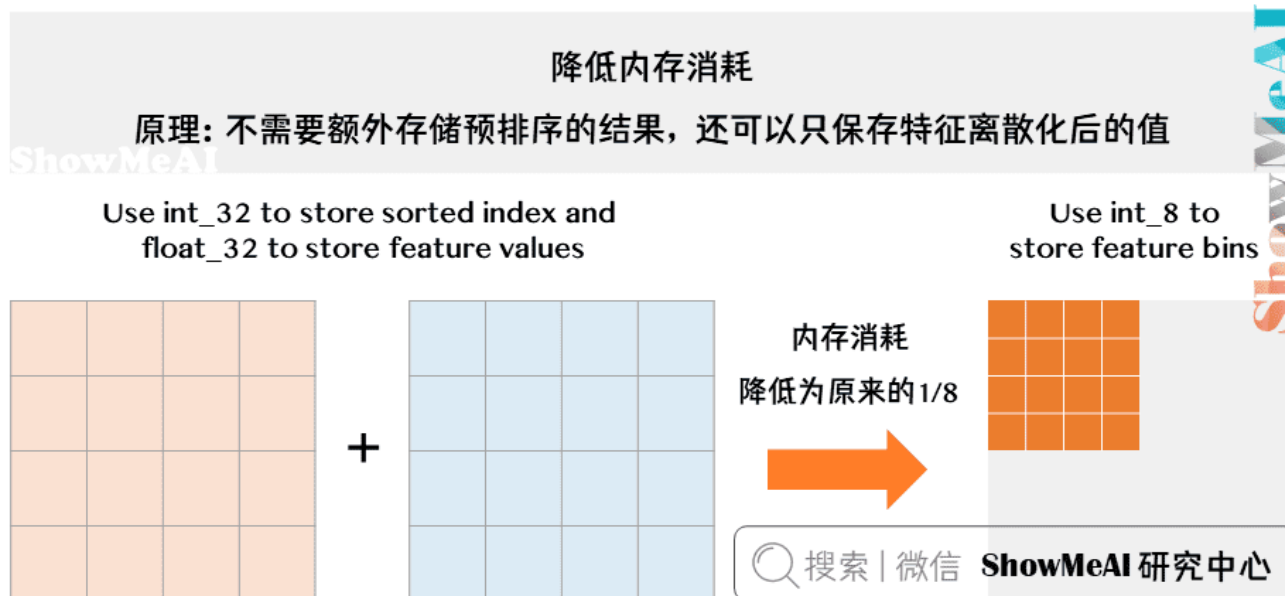 降低内存消耗
原理: 不需要额外存储预排序的结果, 还可以只保存特征离散化后的值
ShowMeAI
ShowMeAI
Use int_32 to store sorted index and
float_32 to store feature values
Use int_8 to
store feature bins
+
内存消耗
降低为原来的1/8
搜索 | 微信 ShowMeAI 研究中心